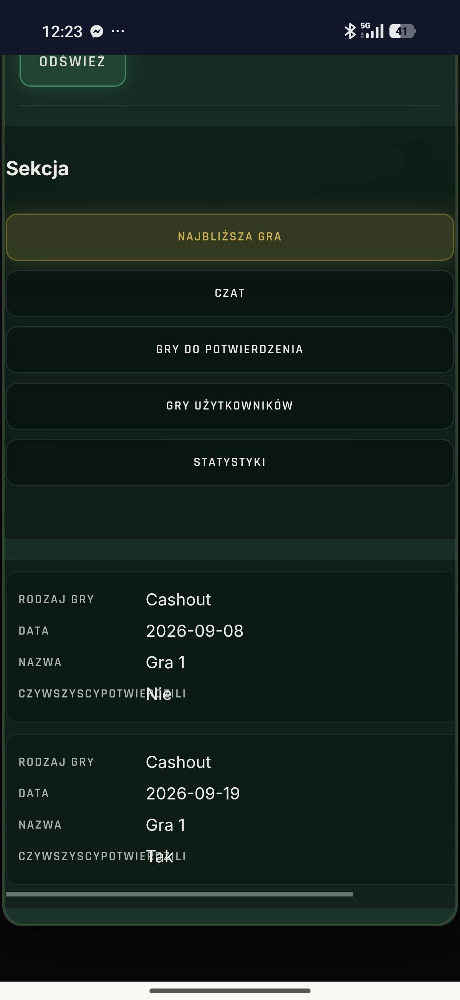 12:23
5G
41
ODŚWIEŻ
Sekcja
NAJBLIŻSZA GRA
CZAT
GRY DO POTWIERDZENIA
GRY UŻYTKOWNIKÓW
STATYSTYKI
RODZAJ GRY Cashout
DATA 2026-09-08
NAZWA Gra 1
CZYWSZYSCYPOTWIERDZILI Nie
RODZAJ GRY Cashout
DATA 2026-09-19
NAZWA Gra 1
CZYWSZYSCYPOTWIERDZILI Tak